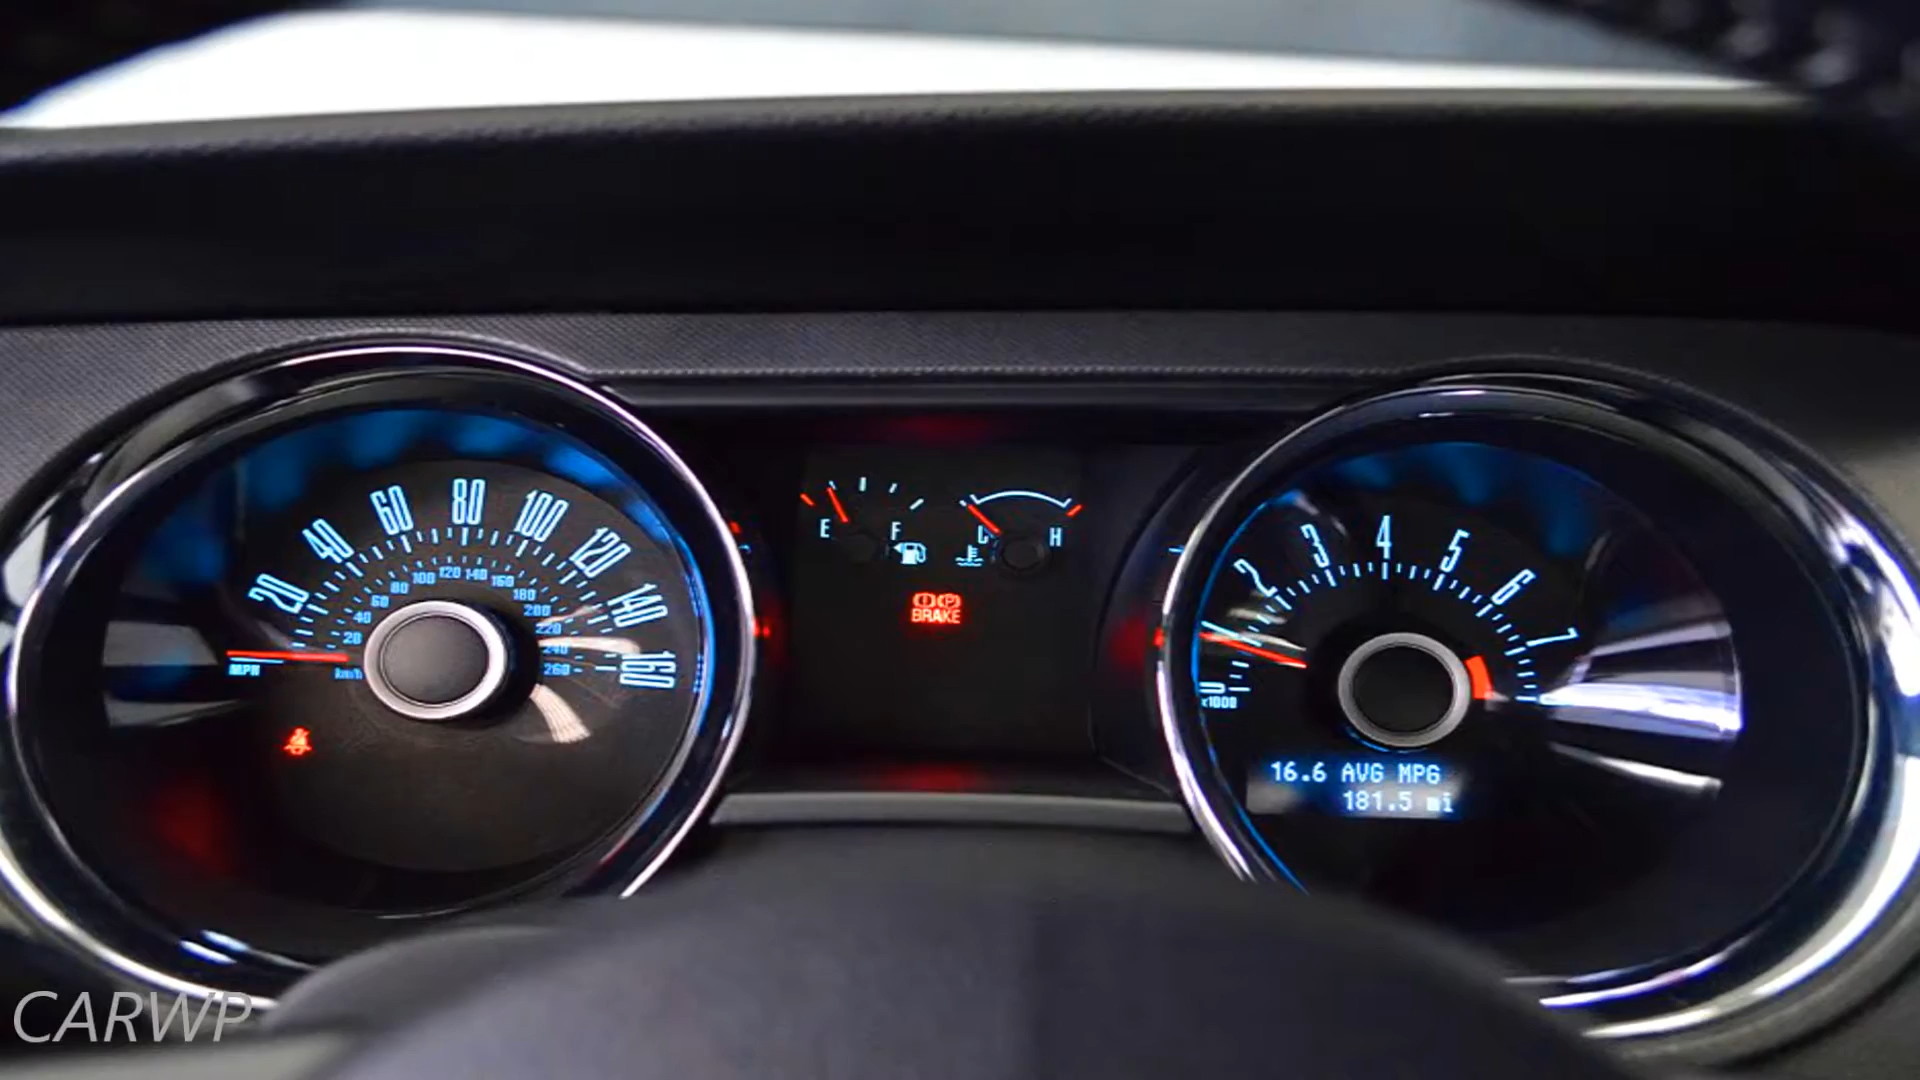 20 40 60 80 100 120 140 160
MPH
20 40 60 80 100 120 140 160 180 200 220 240 260
km/h
E F
C H
BRAKE
2 3 4 5 6 7
0
x1000
16.6 AVG MPG
181.5 mi
CARWP